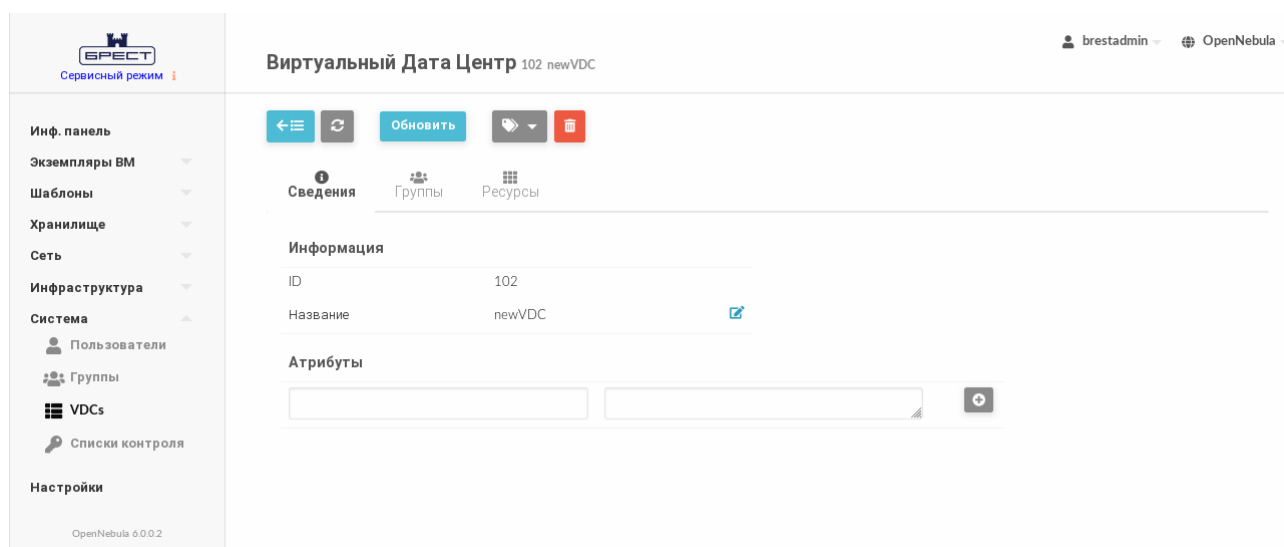 БРЕСТ
Сервисный режим
brestadmin
OpenNebula
Виртуальный Дата Центр 102 newVDC
Обновить
Инф. панель
Экземпляры ВМ
Шаблоны
Хранилище
Сеть
Инфраструктура
Система
Пользователи
Группы
VDCs
Списки контроля
Настройки
OpenNebula 6.0.0.2
Сведения
Группы
Ресурсы
Информация
ID 102
Название newVDC
Атрибуты